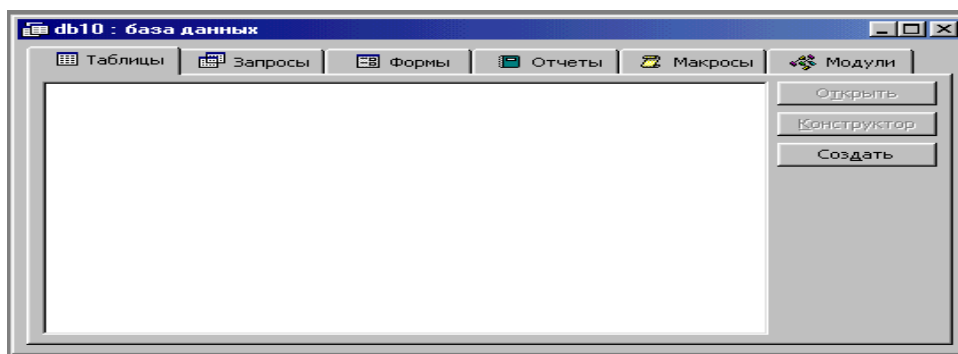 db10 : база данных
Таблицы Запросы Формы Отчеты Макросы Модули
Открыть
Конструктор
Создать